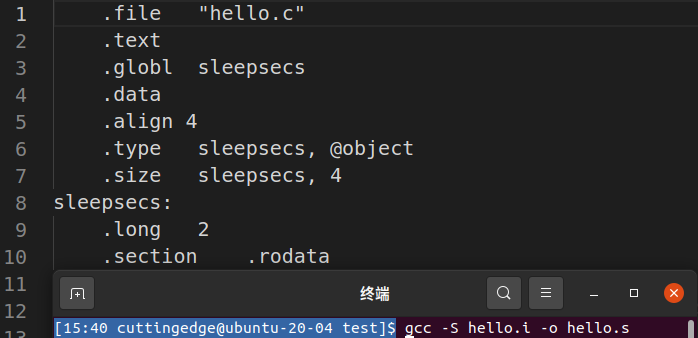 1 .file "hello.c"
2 .text
3 .globl sleepsecs
4 .data
5 .align 4
6 .type sleepsecs, @object
7 .size sleepsecs, 4
8 sleepsecs:
9 .long 2
10 .section .rodata
11
12
13
终端
[15:40 cuttingedge@ubuntu-20-04 test]$ gcc -S hello.i -o hello.s